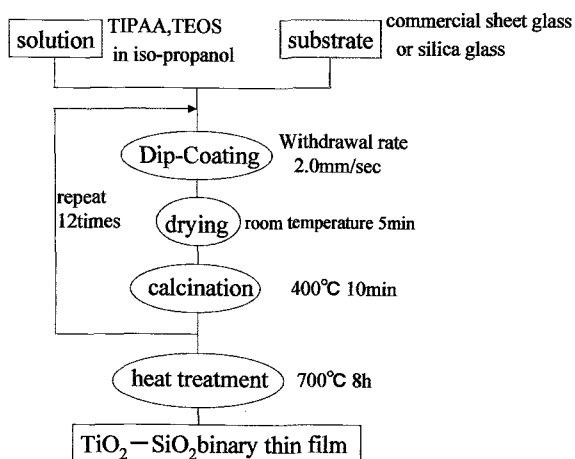 solution
TIPAA,TEOS
in iso-propanol
substrate
commercial sheet glass
or silica glass
Dip-Coating
Withdrawal rate
2.0mm/sec
repeat
12times
drying
room temperature 5min
calcination
400℃ 10min
heat treatment
700℃ 8h
TiO₂－SiO₂binary thin film